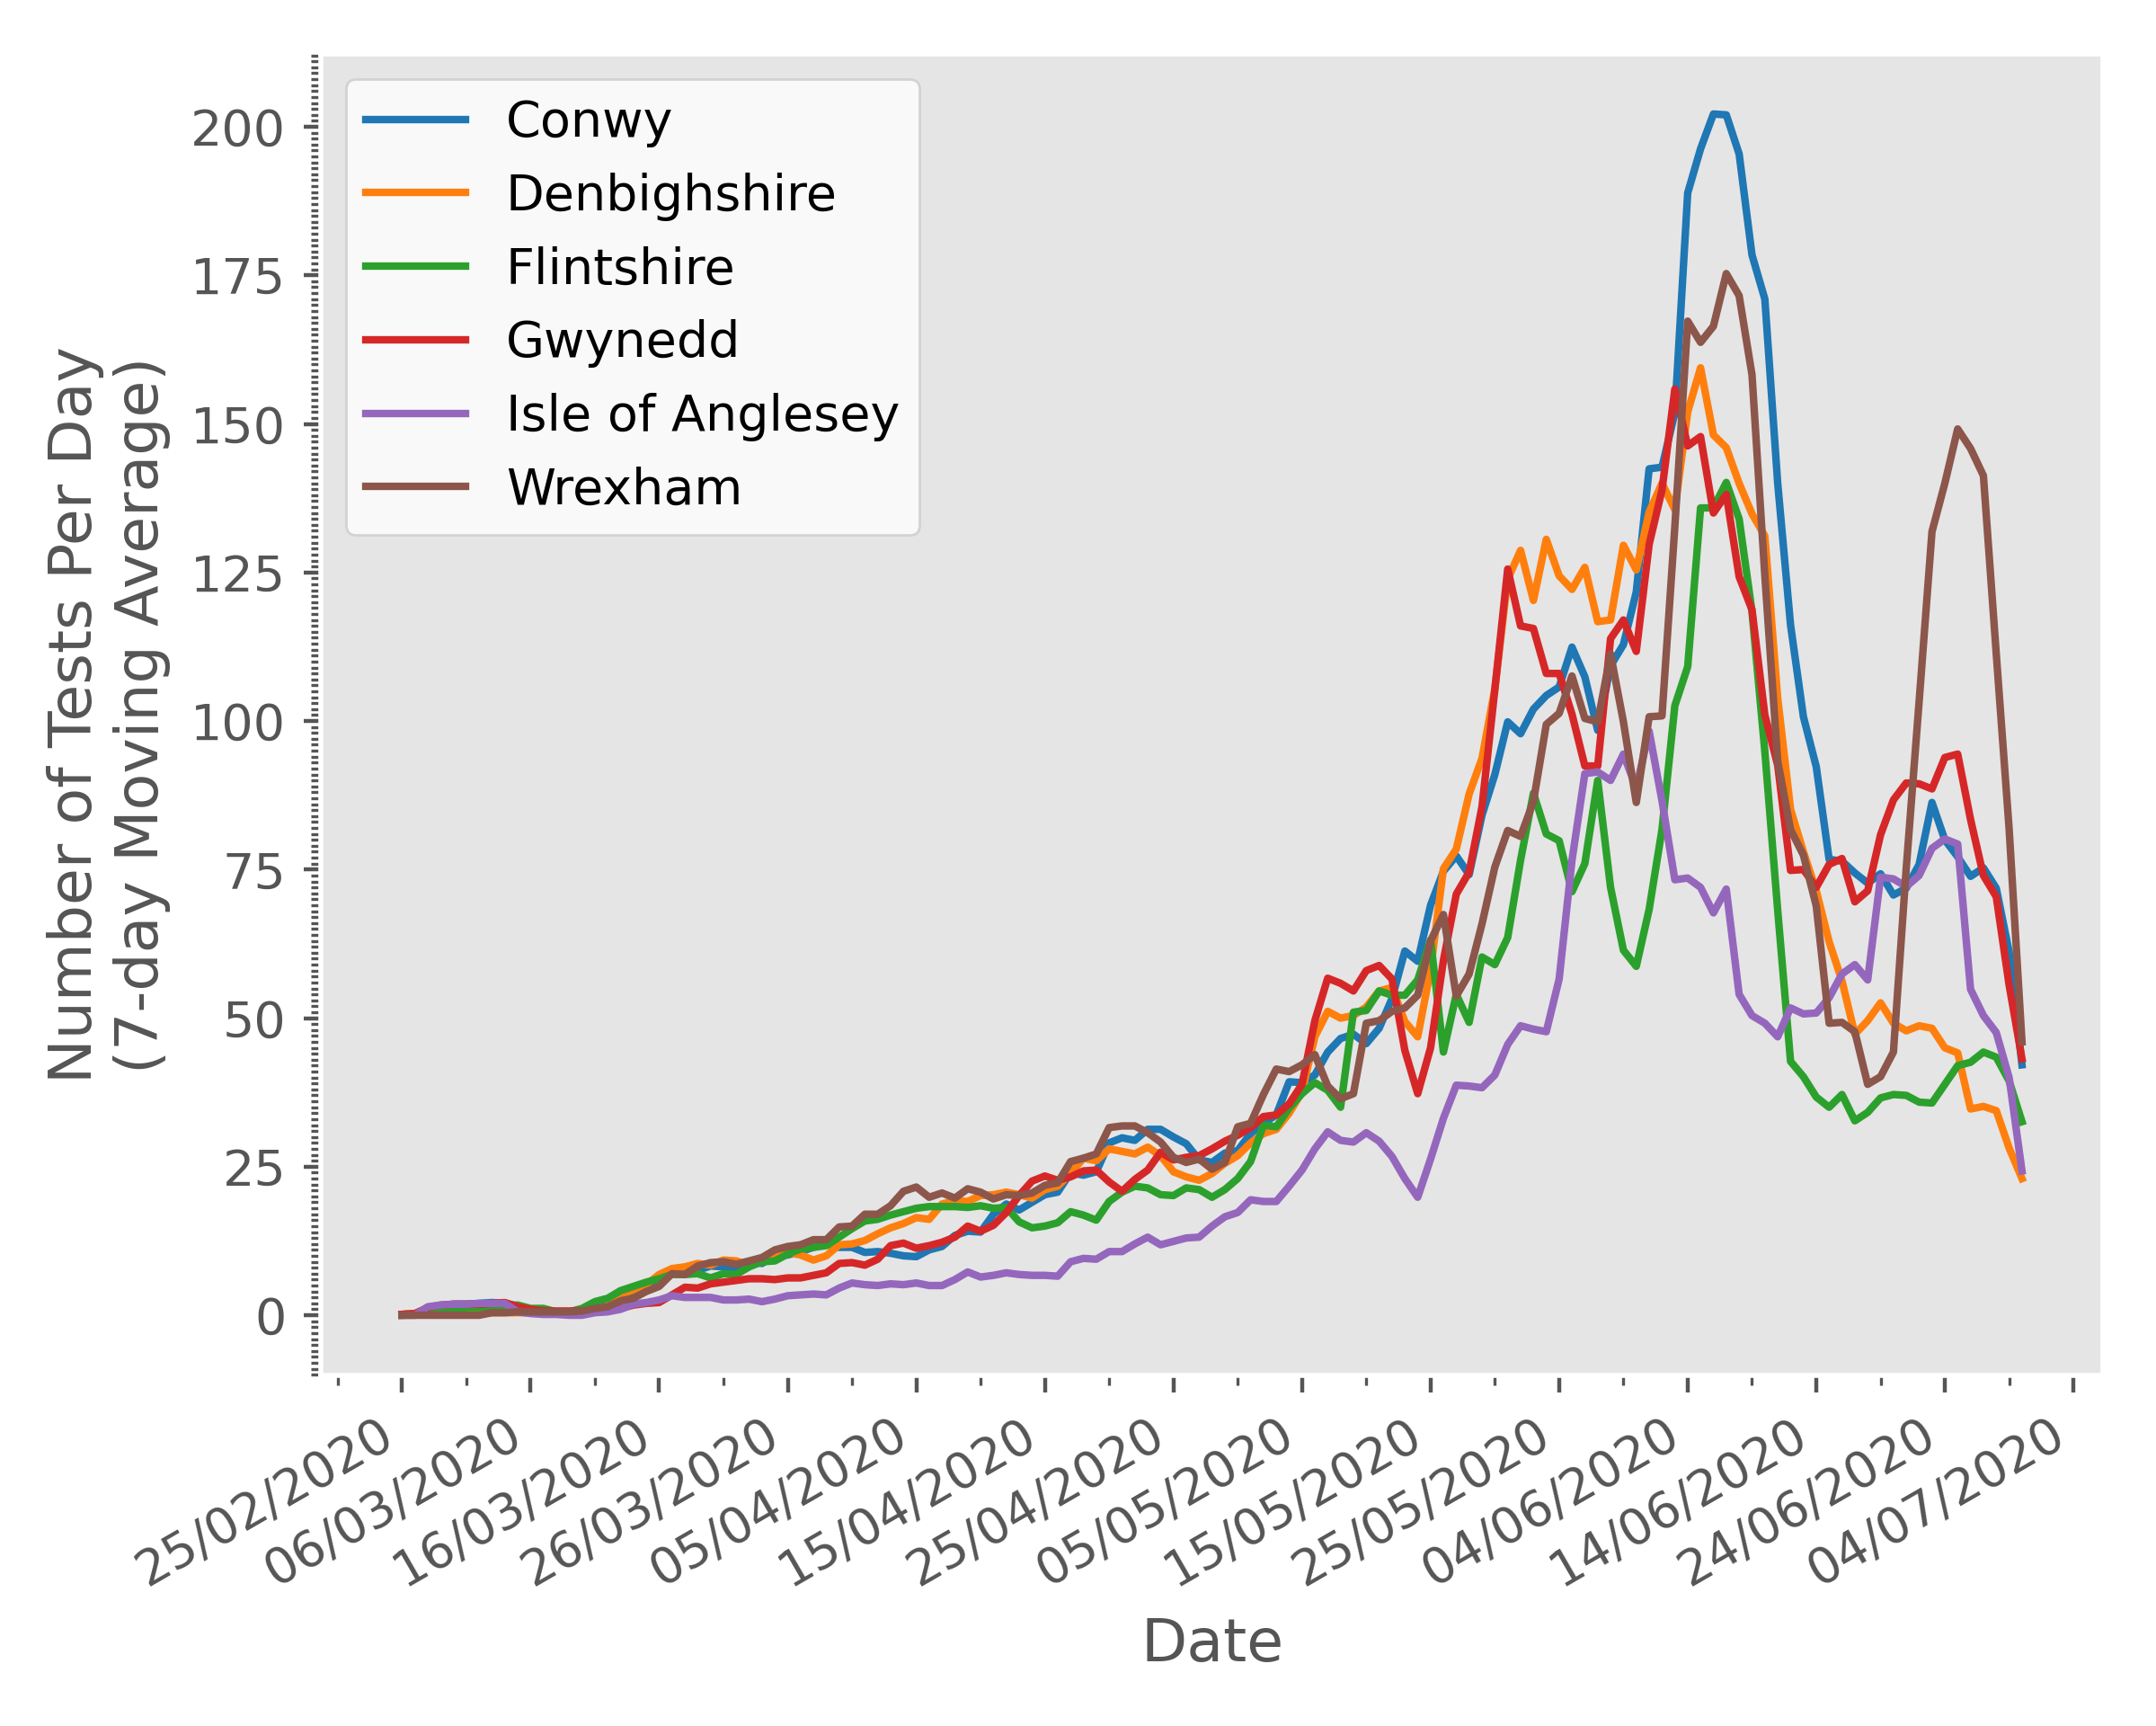 Number of Tests Per Day
(7-day Moving Average)
200
175
150
125
100
75
50
25
0
Conwy
Denbighshire
Flintshire
Gwynedd
Isle of Anglesey
Wrexham
25/02/2020
06/03/2020
16/03/2020
26/03/2020
05/04/2020
15/04/2020
25/04/2020
05/05/2020
15/05/2020
25/05/2020
04/06/2020
14/06/2020
24/06/2020
04/07/2020
Date